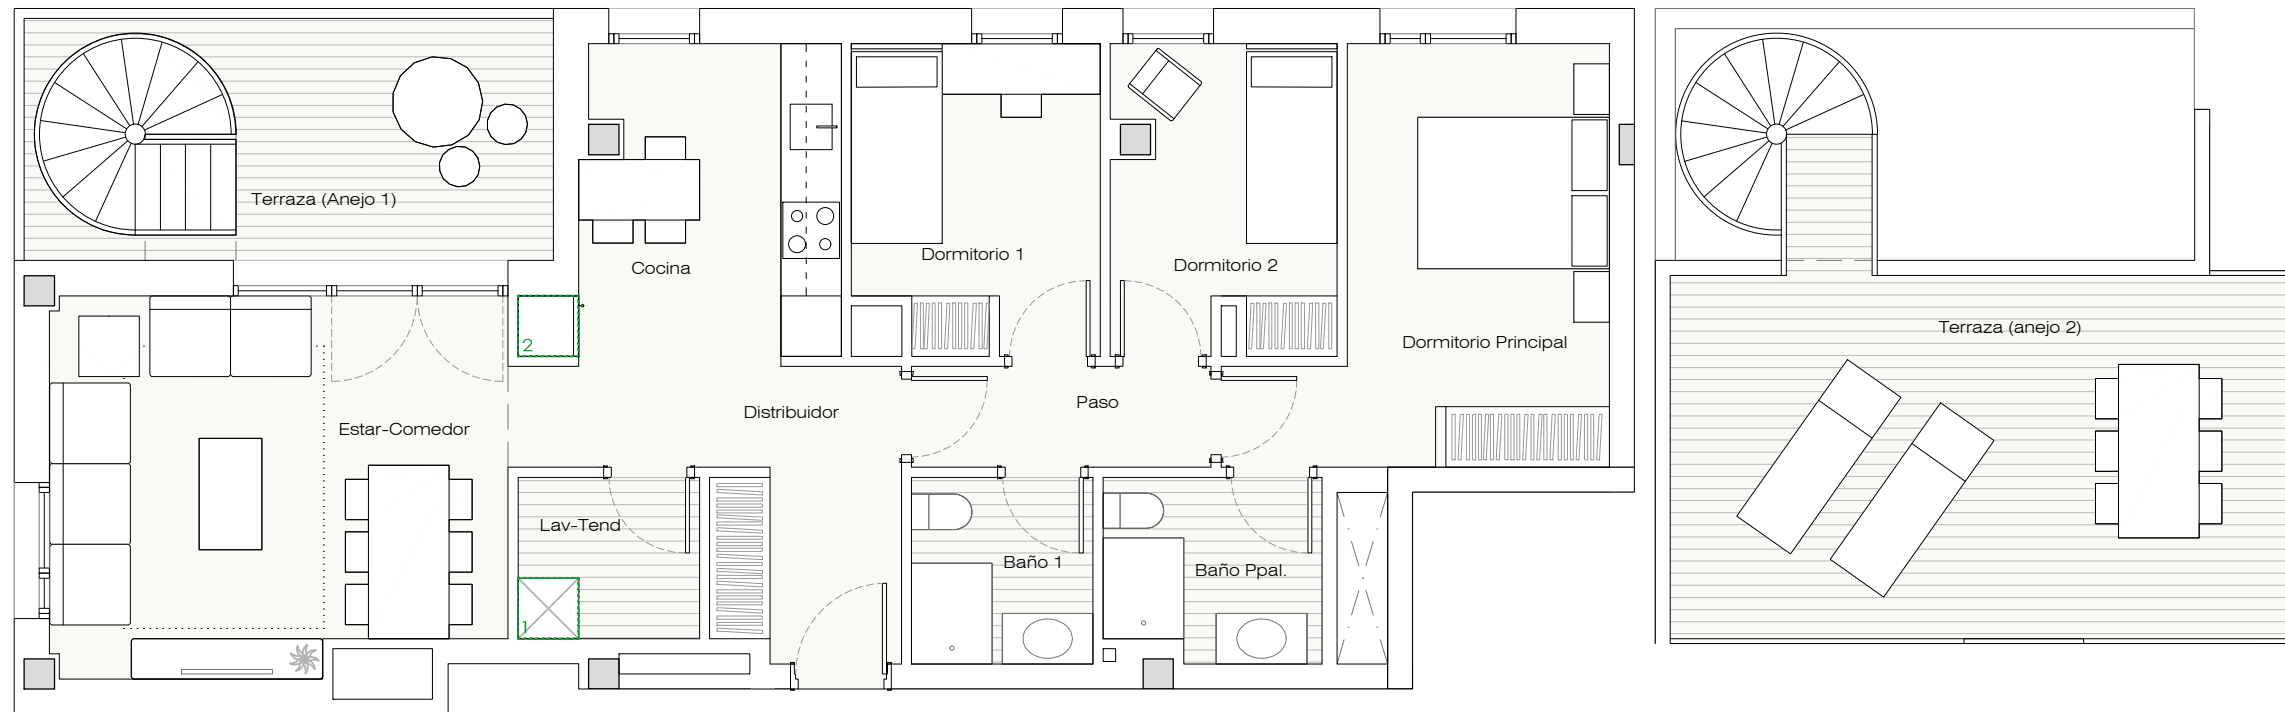 Terraza (Anejo 1)
Cocina
Dormitorio 1
Dormitorio 2
Dormitorio Principal
Terraza (anejo 2)
2
Distribuidor
Paso
Estar-Comedor
Lav-Tend
Baño 1
Baño Ppal.
1